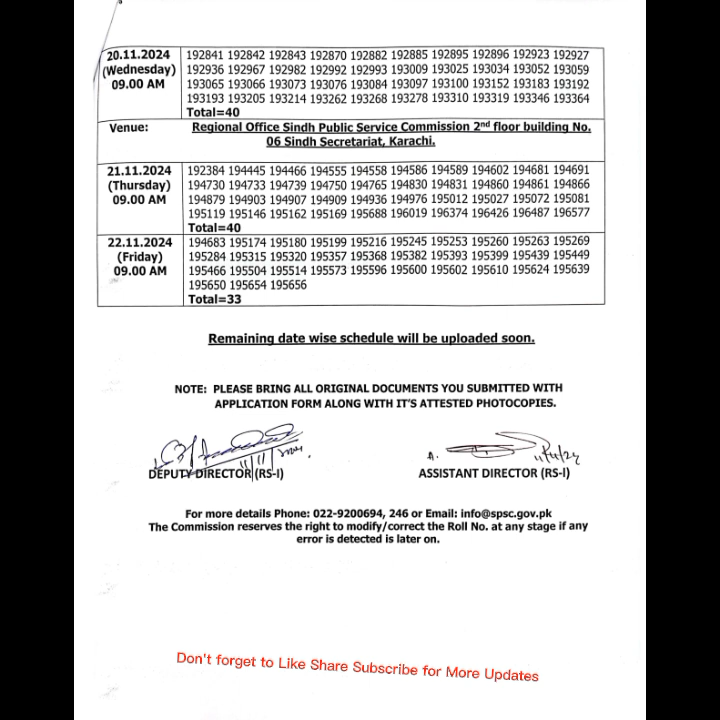 20.11.2024
(Wednesday)
09.00 AM
192841 192842 192843 192870 192882 192885 192895 192896 192923 192927
192936 192967 192982 192992 192993 193009 193025 193034 193052 193059
193065 193066 193073 193076 193084 193097 193100 193152 193183 193192
193193 193205 193214 193262 193268 193278 193310 193319 193346 193364
Total=40
Venue:
Regional Office Sindh Public Service Commission 2nd floor building No.
06 Sindh Secretariat, Karachi.
21.11.2024
(Thursday)
09.00 AM
192384 194445 194466 194555 194558 194586 194589 194602 194681 194691
194730 194733 194739 194750 194765 194830 194831 194860 194861 194866
194879 194903 194907 194909 194936 194976 195012 195027 195072 195081
195119 195146 195162 195169 195688 196019 196374 196426 196487 196577
Total=40
22.11.2024
(Friday)
09.00 AM
194683 195174 195180 195199 195216 195245 195253 195260 195263 195269
195284 195315 195320 195357 195368 195382 195393 195399 195439 195449
195466 195504 195514 195573 195596 195600 195602 195610 195624 195639
195650 195654 195656
Total=33
Remaining date wise schedule will be uploaded soon.
NOTE: PLEASE BRING ALL ORIGINAL DOCUMENTS YOU SUBMITTED WITH
APPLICATION FORM ALONG WITH IT'S ATTESTED PHOTOCOPIES.
11/11/2024
DEPUTY DIRECTOR (RS-I)
11/11/24
ASSISTANT DIRECTOR (RS-I)
For more details Phone: 022-9200694, 246 or Email: info@spsc.gov.pk
The Commission reserves the right to modify/correct the Roll No. at any stage if any
error is detected is later on.
Don't forget to Like Share Subscribe for More Updates